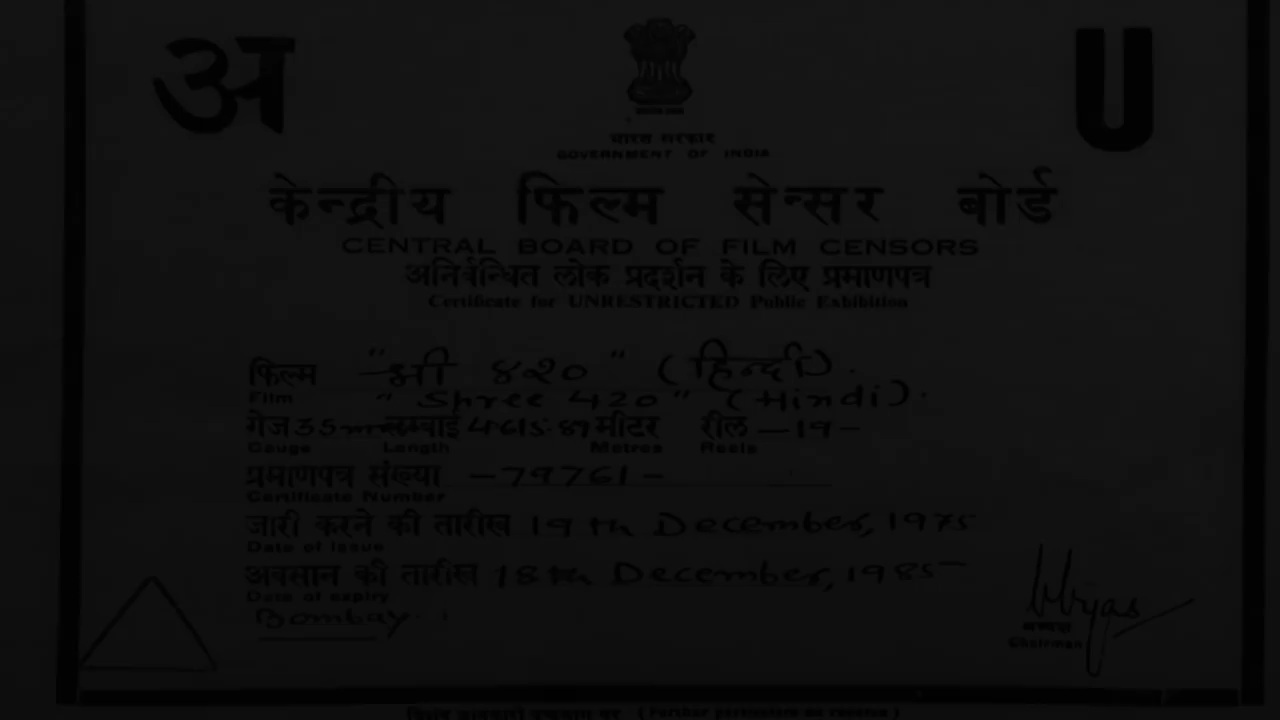 अ
U
भारत सरकार
GOVERNMENT OF INDIA
केन्द्रीय फिल्म सेन्सर बोर्ड
CENTRAL BOARD OF FILM CENSORS
अनिर्बन्धित लोक प्रदर्शन के लिए प्रमाणपत्र
Certificate for UNRESTRICTED Public Exhibition
फिल्म "श्री ४२०" (हिन्दी).
Film "Shree 420" (Hindi).
गेज 35 लम्बाई मीटर रील -19-
Gauge Length Metres Reels
प्रमाणपत्र संख्या -79761-
Certificate Number
जारी करने की तारीख 19th December, 1975
Date of Issue
अवसान की तारीख 18th December, 1985
Date of expiry
Bombay
अध्यक्ष
Chairman